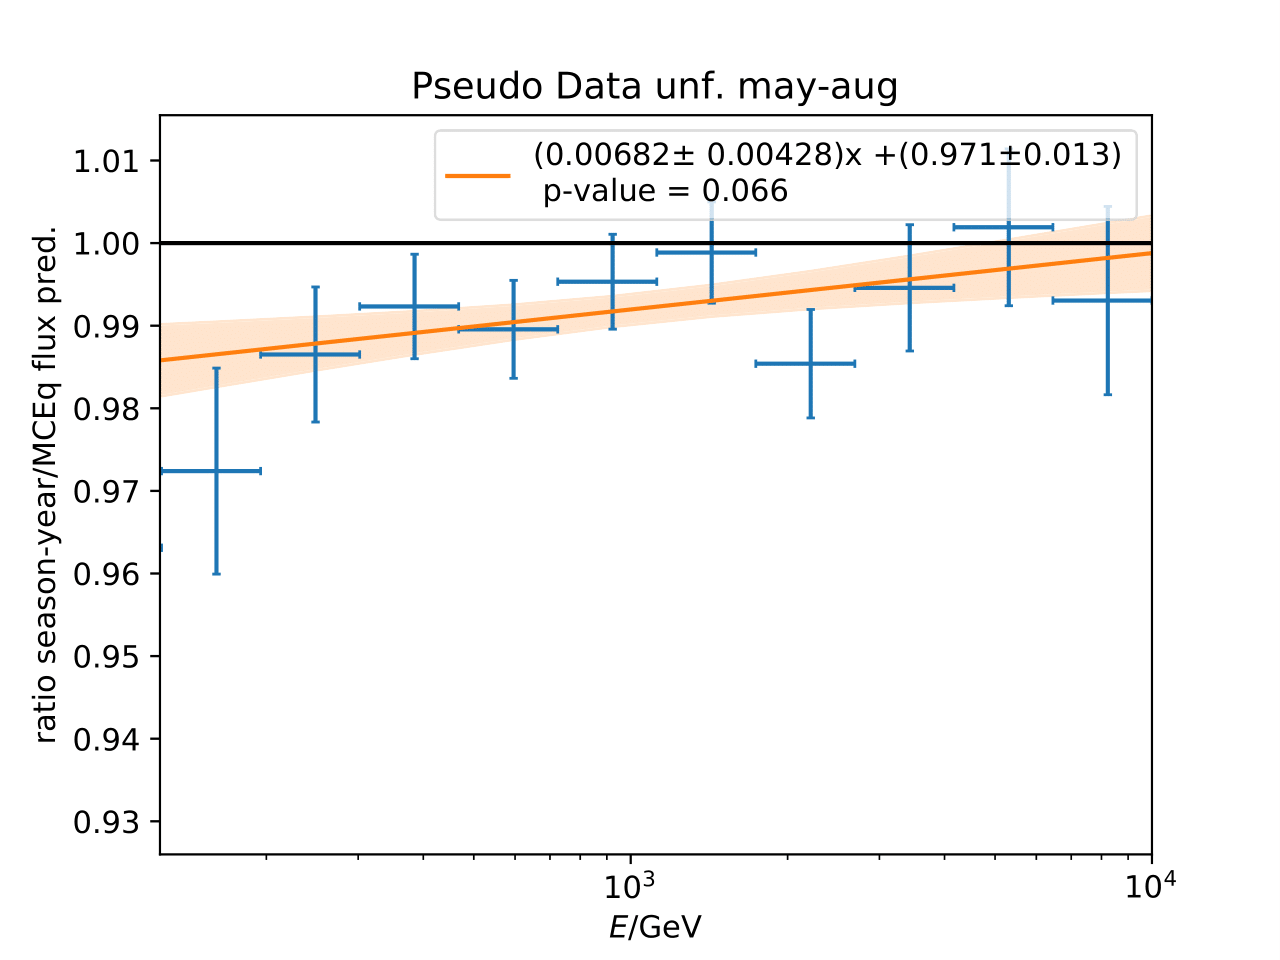 Pseudo Data unf. may-aug
(0.00682± 0.00428)x +(0.971±0.013)
p-value = 0.066
ratio season-year/MCEq flux pred.
1.01
1.00
0.99
0.98
0.97
0.96
0.95
0.94
0.93
10³
10⁴
E/GeV